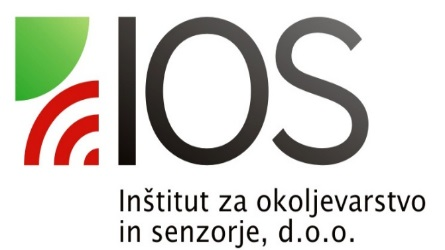 IOS
Inštitut za okoljevarstvo
in senzorje, d.o.o.